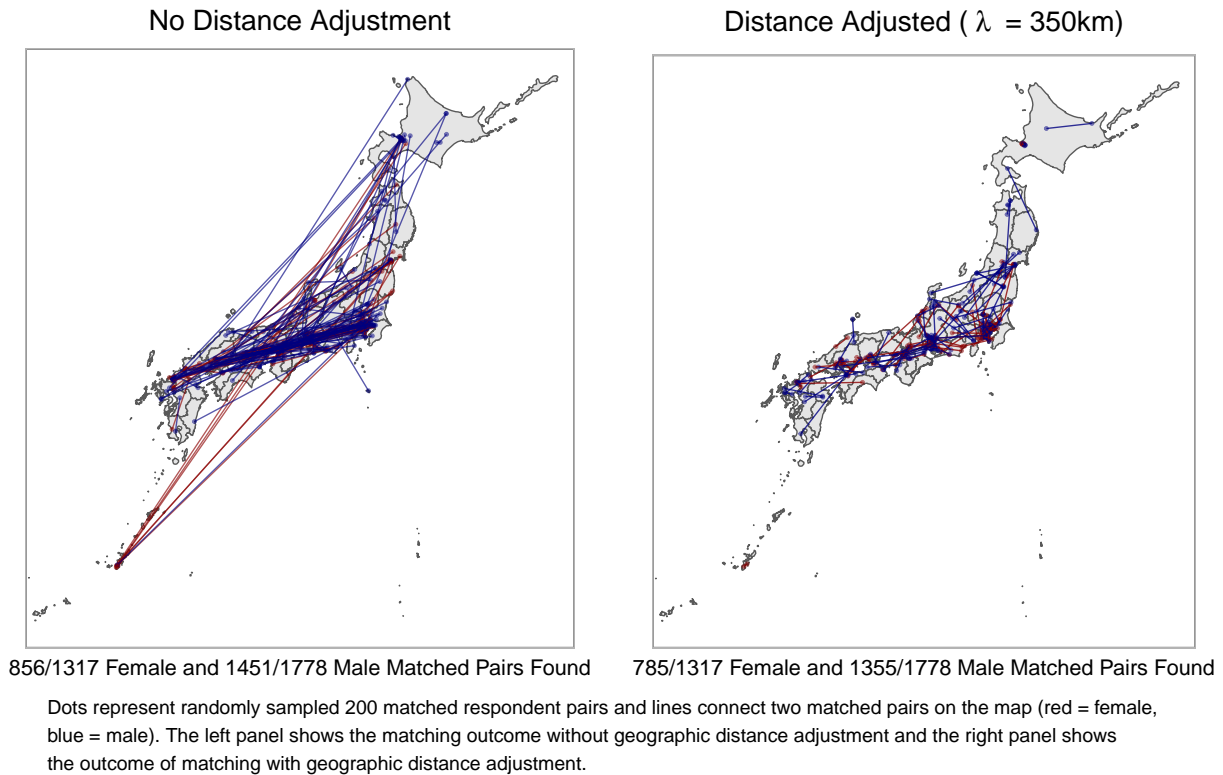 No Distance Adjustment
Distance Adjusted ( λ = 350km)
856/1317 Female and 1451/1778 Male Matched Pairs Found
785/1317 Female and 1355/1778 Male Matched Pairs Found
Dots represent randomly sampled 200 matched respondent pairs and lines connect two matched pairs on the map (red = female,
blue = male). The left panel shows the matching outcome without geographic distance adjustment and the right panel shows
the outcome of matching with geographic distance adjustment.